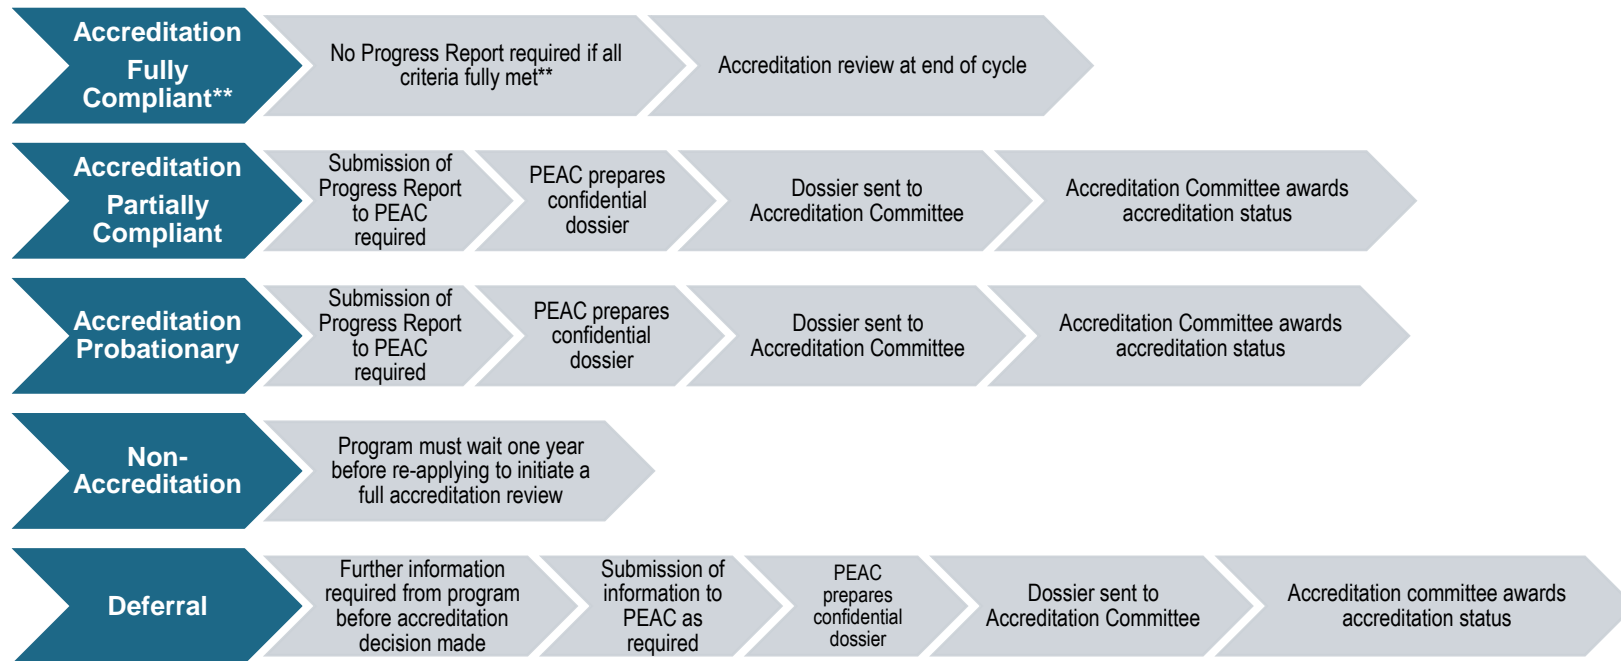 Accreditation
Fully
Compliant**
No Progress Report required if all
criteria fully met**
Accreditation review at end of cycle
Accreditation
Partially
Compliant
Submission of
Progress Report
to PEAC
required
PEAC prepares
confidential
dossier
Dossier sent to
Accreditation Committee
Accreditation Committee awards
accreditation status
Accreditation
Probationary
Submission of
Progress Report
to PEAC
required
PEAC prepares
confidential
dossier
Dossier sent to
Accreditation Committee
Accreditation Committee awards
accreditation status
Non-
Accreditation
Program must wait one year
before re-applying to initiate a
full accreditation review
Deferral
Further information
required from program
before accreditation
decision made
Submission of
information to
PEAC as
required
PEAC
prepares
confidential
dossier
Dossier sent to
Accreditation Committee
Accreditation committee awards
accreditation status